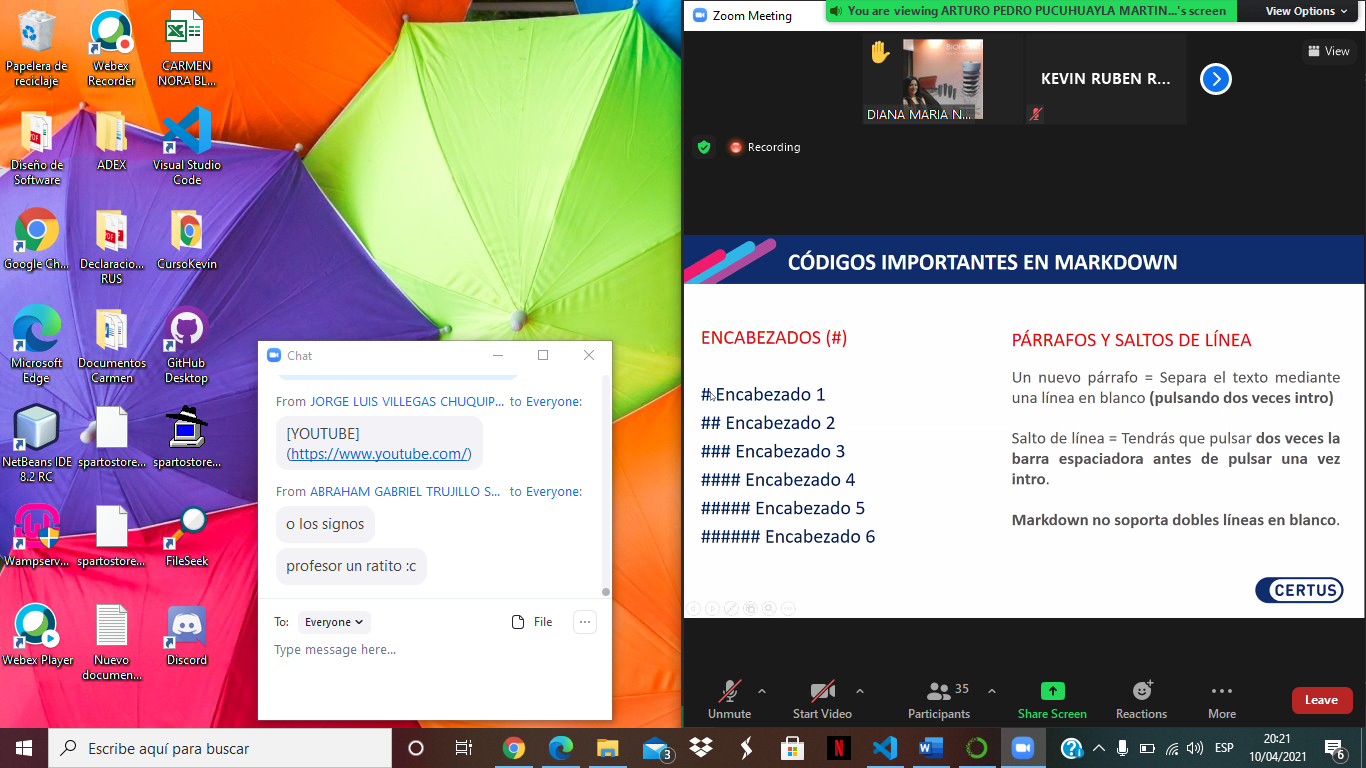 Papelera de
reciclaje
Webex
Recorder
CARMEN
NORA BL...
Diseño de
Software
ADEX
Visual Studio
Code
Google Ch...
Declaracio...
RUS
CursoKevin
Microsoft
Edge
Documentos
Carmen
GitHub
Desktop
NetBeans IDE
8.2 RC
spartostore...
spartostore...
Wampserv...
spartostore...
FileSeek
Webex Player
Nuevo
documen...
Discord
Chat
From JORGE LUIS VILLEGAS CHUQUIP... to Everyone:
[YOUTUBE]
(https://www.youtube.com/)
From ABRAHAM GABRIEL TRUJILLO S... to Everyone:
o los signos
profesor un ratito :c
To: Everyone
File
Type message here...
Zoom Meeting
You are viewing ARTURO PEDRO PUCUHUAYLA MARTIN...'s screen
View Options
View
BIOHO
DIANA MARIA N...
KEVIN RUBEN R...
Recording
CÓDIGOS IMPORTANTES EN MARKDOWN
ENCABEZADOS (#)
# Encabezado 1
## Encabezado 2
### Encabezado 3
#### Encabezado 4
##### Encabezado 5
###### Encabezado 6
PÁRRAFOS Y SALTOS DE LÍNEA
Un nuevo párrafo = Separa el texto mediante
una línea en blanco (pulsando dos veces intro)
Salto de línea = Tendrás que pulsar dos veces la
barra espaciadora antes de pulsar una vez
intro.
Markdown no soporta dobles líneas en blanco.
CERTUS
Unmute
Start Video
35
Participants
Share Screen
Reactions
More
Leave
Escribe aquí para buscar
3
ESP
20:21
10/04/2021
6